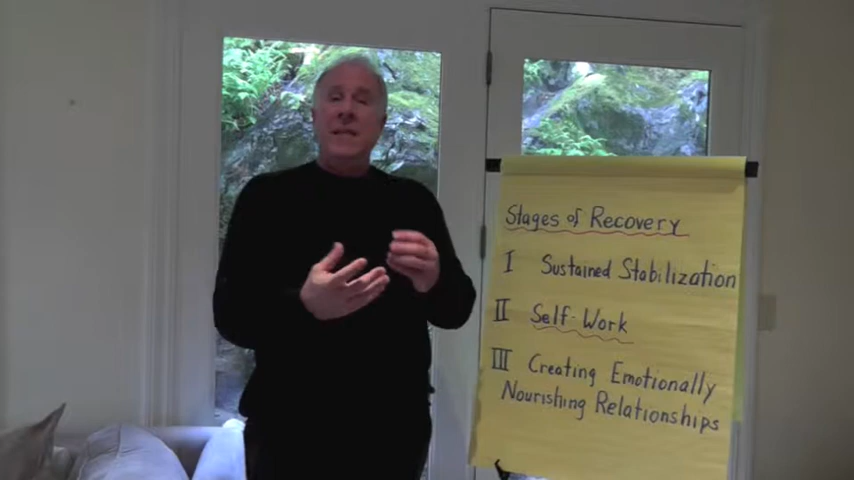 Stages of Recovery
I Sustained Stabilization
II Self-Work
III Creating Emotionally
Nourishing Relationships